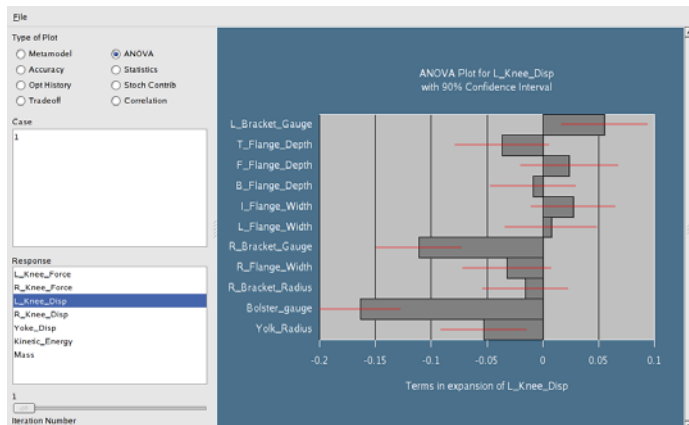 File
Type of Plot
Metamodel ANOVA
Accuracy Statistics
Opt History Stoch Contrib
Tradeoff Correlation
Case
1
Response
L_Knee_Force
R_Knee_Force
L_Knee_Disp
R_Knee_Disp
Yoke_Disp
Kinetic_Energy
Mass
1
Iteration Number
ANOVA Plot for L_Knee_Disp
with 90% Confidence Interval
L_Bracket_Gauge
T_Flange_Depth
F_Flange_Depth
B_Flange_Depth
I_Flange_Width
L_Flange_Width
R_Bracket_Gauge
R_Flange_Width
R_Bracket_Radius
Bolster_gauge
Yolk_Radius
-0.2 -0.15 -0.1 -0.05 0 0.05 0.1
Terms in expansion of L_Knee_Disp